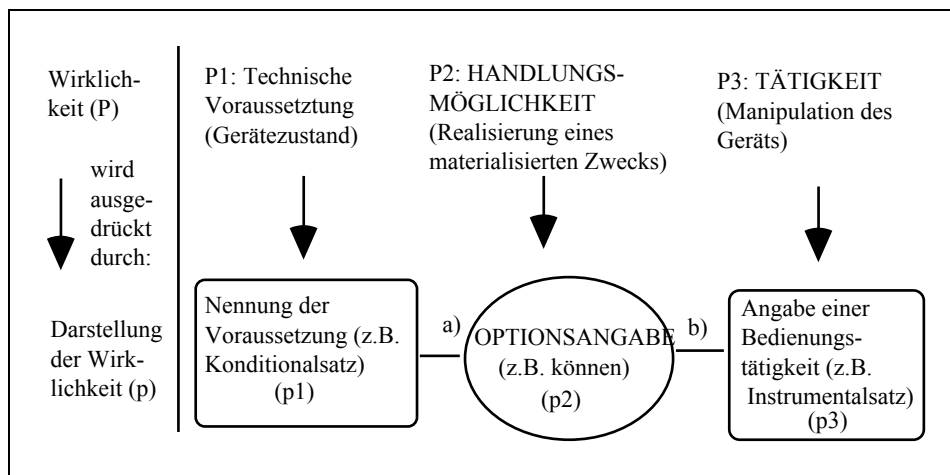 Wirklich-
keit (P)
wird
ausge-
drückt
durch:
Darstellung
der Wirk-
lichkeit (p)
P1: Technische
Voraussetztung
(Gerätezustand)
P2: HANDLUNGS-
MÖGLICHKEIT
(Realisierung eines
materialisierten Zwecks)
P3: TÄTIGKEIT
(Manipulation des
Geräts)
Nennung der
Voraussetzung (z.B.
Konditionalsatz)
(p1)
a)
OPTIONSANGABE
(z.B. können)
(p2)
b)
Angabe einer
Bedienungs-
tätigkeit (z.B.
Instrumentalsatz)
(p3)